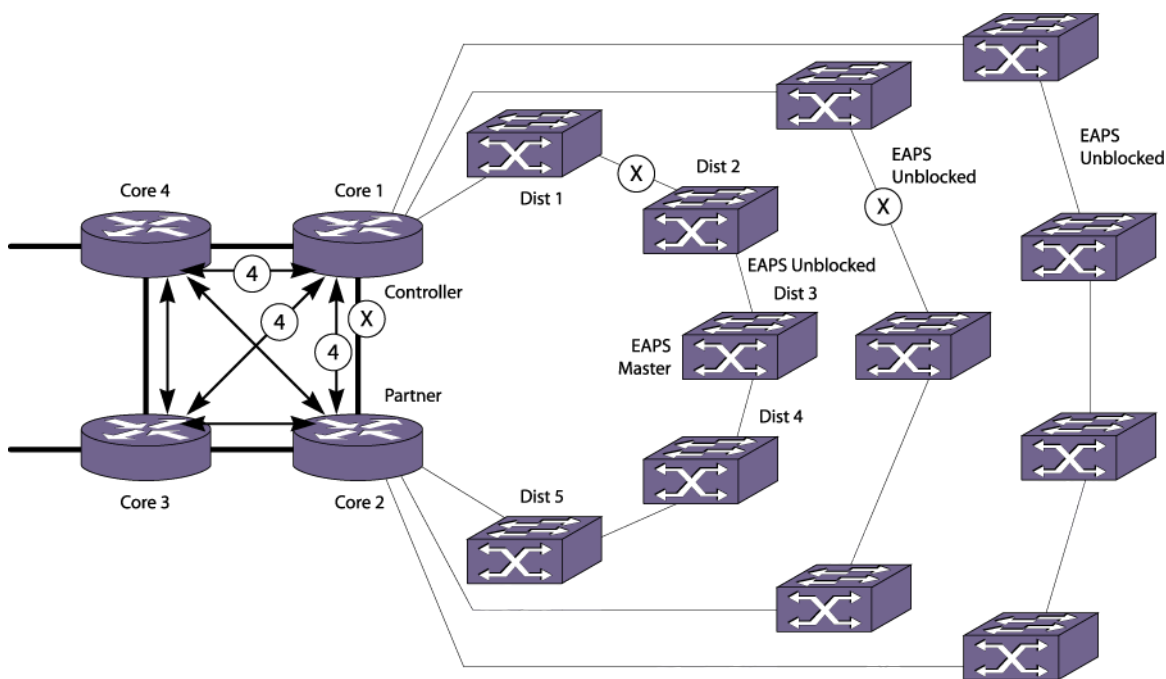 EAPS
Unblocked
EAPS
Unblocked
Core 4
Core 1
Dist 1
X
Dist 2
X
EAPS Unblocked
4
Controller
Dist 3
4
X
4
EAPS
Master
Partner
Dist 4
Core 3
Core 2
Dist 5